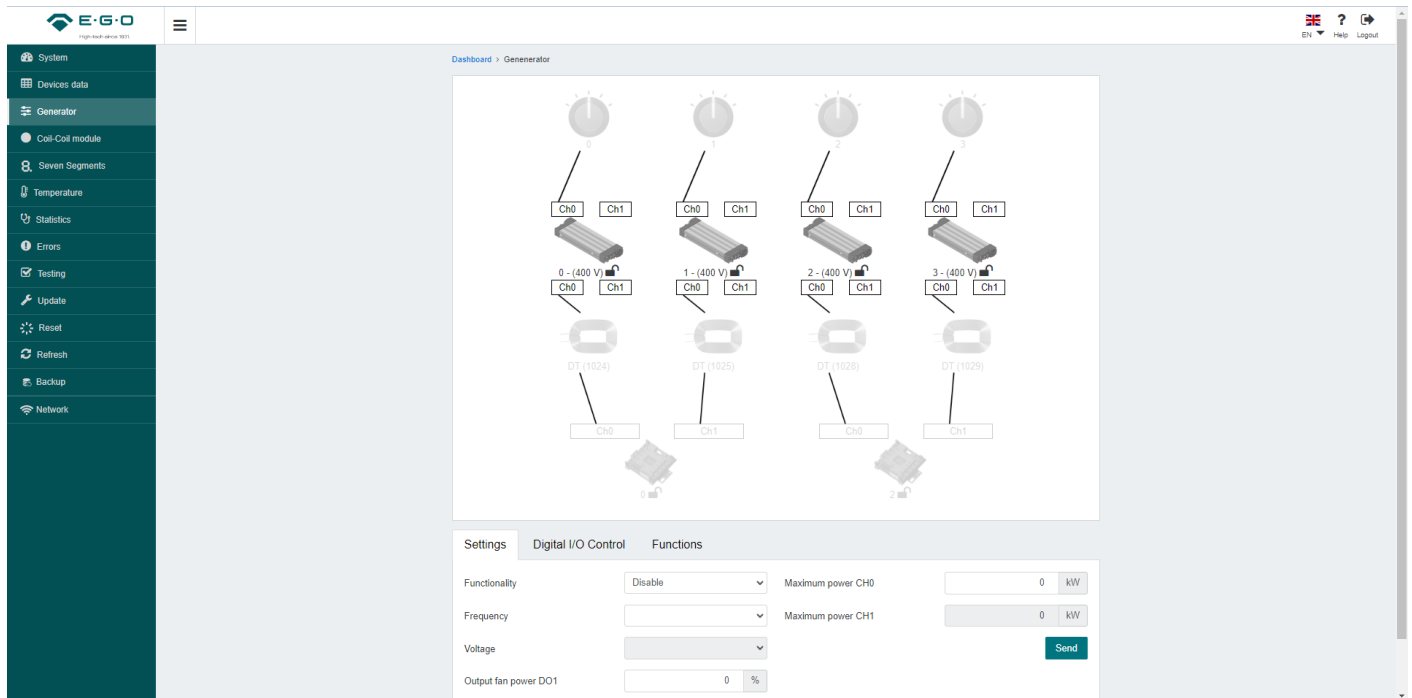 E·G·O
High-tech since 1931
EN
Help
Logout
System
Devices data
Generator
Coil-Coil module
Seven Segments
Temperature
Statistics
Errors
Testing
Update
Reset
Refresh
Backup
Network
Dashboard > Genenerator
0 1 2 3
Ch0 Ch1 Ch0 Ch1 Ch0 Ch1 Ch0 Ch1
0 - (400 V) 1 - (400 V) 2 - (400 V) 3 - (400 V)
Ch0 Ch1 Ch0 Ch1 Ch0 Ch1 Ch0 Ch1
DT (1024) DT (1025) DT (1028) DT (1029)
Ch0 Ch1 Ch0 Ch1
0 2
Settings Digital I/O Control Functions
Functionality Disable Maximum power CH0 0 kW
Frequency Maximum power CH1 0 kW
Voltage Send
Output fan power DO1 0 %